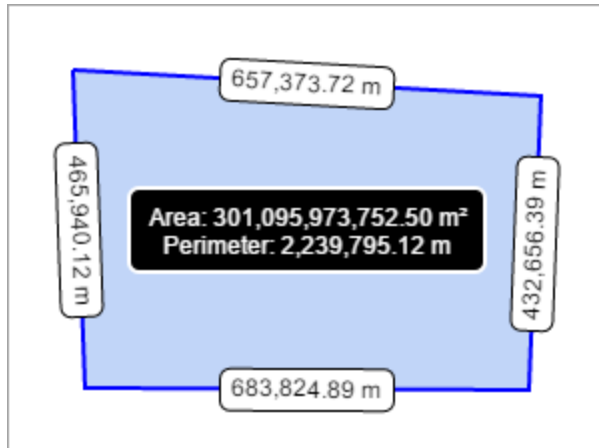 657,373.72 m
465,940.12 m
Area: 301,095,973,752.50 m²
Perimeter: 2,239,795.12 m
432,656.39 m
683,824.89 m